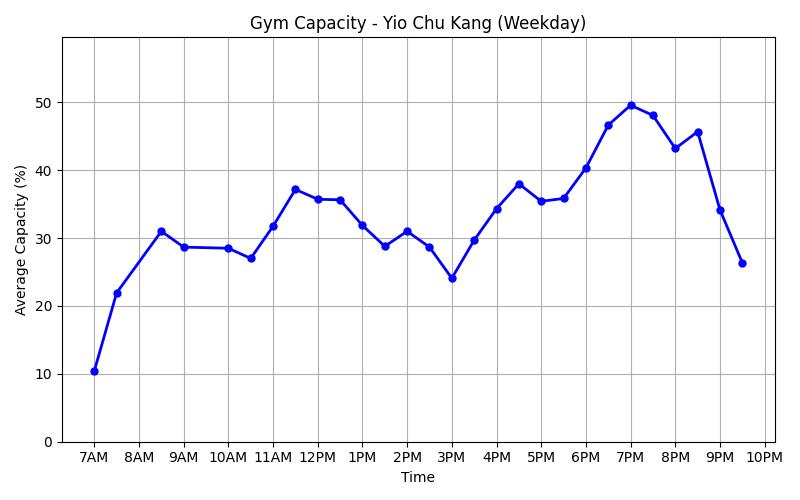 Gym Capacity - Yio Chu Kang (Weekday)
Average Capacity (%)
50
40
30
20
10
0
7AM 8AM 9AM 10AM 11AM 12PM 1PM 2PM 3PM 4PM 5PM 6PM 7PM 8PM 9PM 10PM
Time